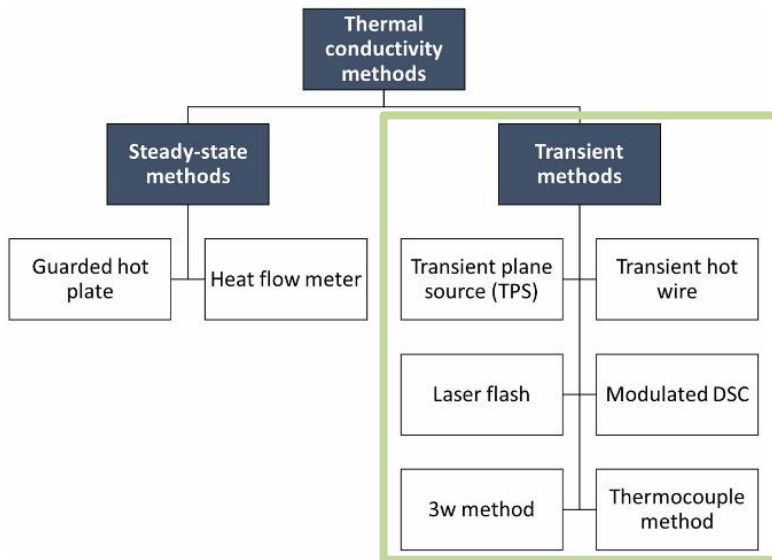 Thermal
conductivity
methods
Steady-state
methods
Transient
methods
Guarded hot
plate
Heat flow meter
Transient plane
source (TPS)
Transient hot
wire
Laser flash
Modulated DSC
3w method
Thermocouple
method